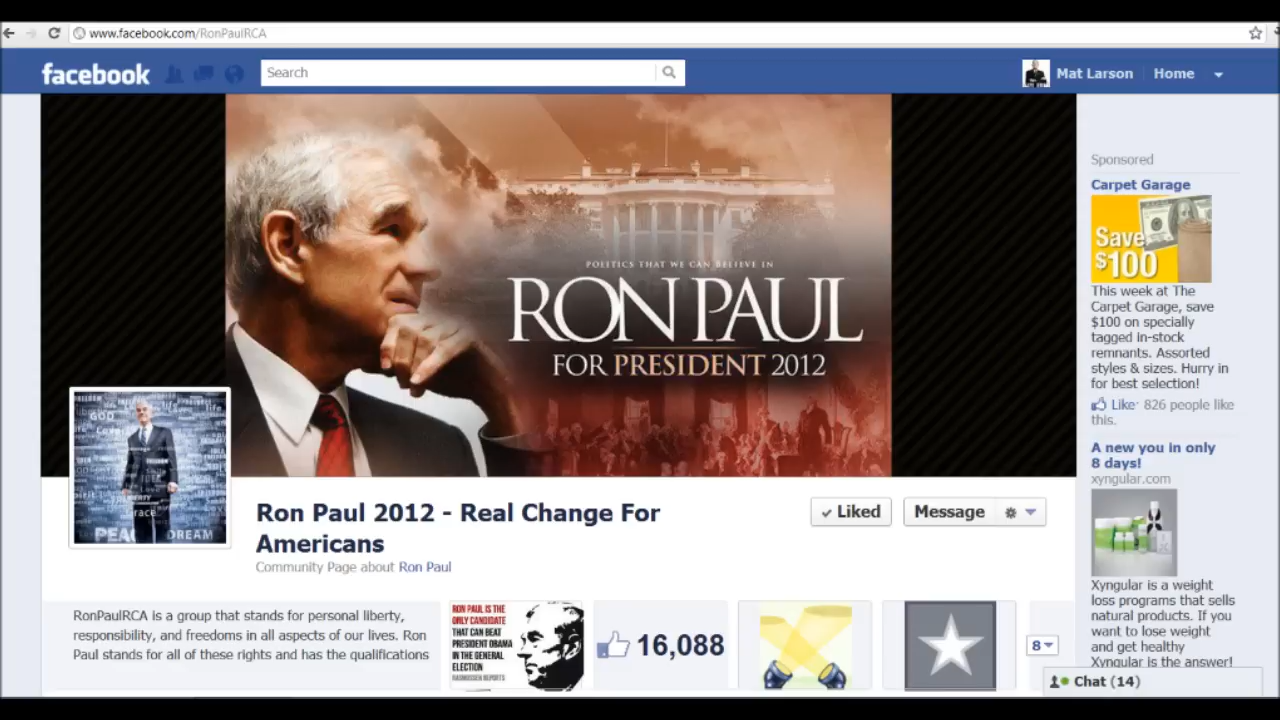 www.facebook.com/RonPaulRCA
facebook
Search
Mat Larson
Home
POLITICS THAT WE CAN BELIEVE IN
RON PAUL
FOR PRESIDENT 2012
GOD
Grace
PEACE
DREAM
Ron Paul 2012 - Real Change For
Americans
Community Page about Ron Paul
Liked
Message
RonPaulRCA is a group that stands for personal liberty,
responsibility, and freedoms in all aspects of our lives. Ron
Paul stands for all of these rights and has the qualifications
RON PAUL IS THE
ONLY CANDIDATE
THAT CAN BEAT
PRESIDENT OBAMA
IN THE GENERAL
ELECTION
RASMUSSEN REPORTS
16,088
8
Sponsored
Carpet Garage
Save
$100
This week at The
Carpet Garage, save
$100 on specially
tagged in-stock
remnants. Assorted
styles & sizes. Hurry in
for best selection!
Like · 826 people like
this.
A new you in only
8 days!
xyngular.com
Xyngular is a weight
loss programs that sells
natural products. If you
want to lose weight
and get healthy
Xyngular is the answer!
Chat (14)